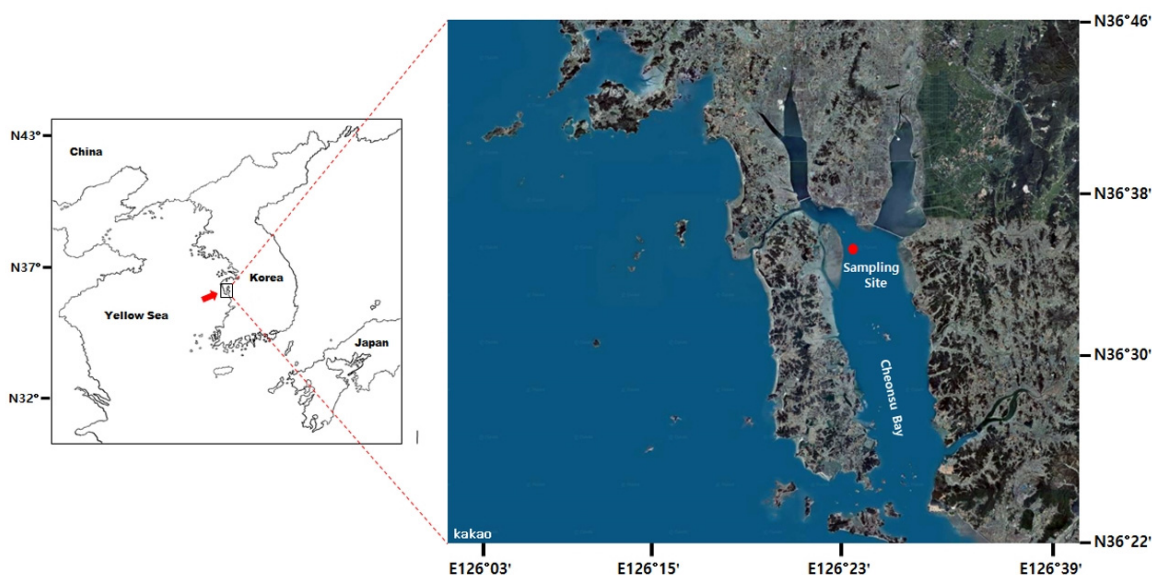 N43°
China
N37°
Korea
Yellow Sea
Japan
N32°
N36°46'
N36°38'
Sampling
Site
N36°30'
Cheonsu Bay
kakao
N36°22'
E126°03'
E126°15'
E126°23'
E126°39'